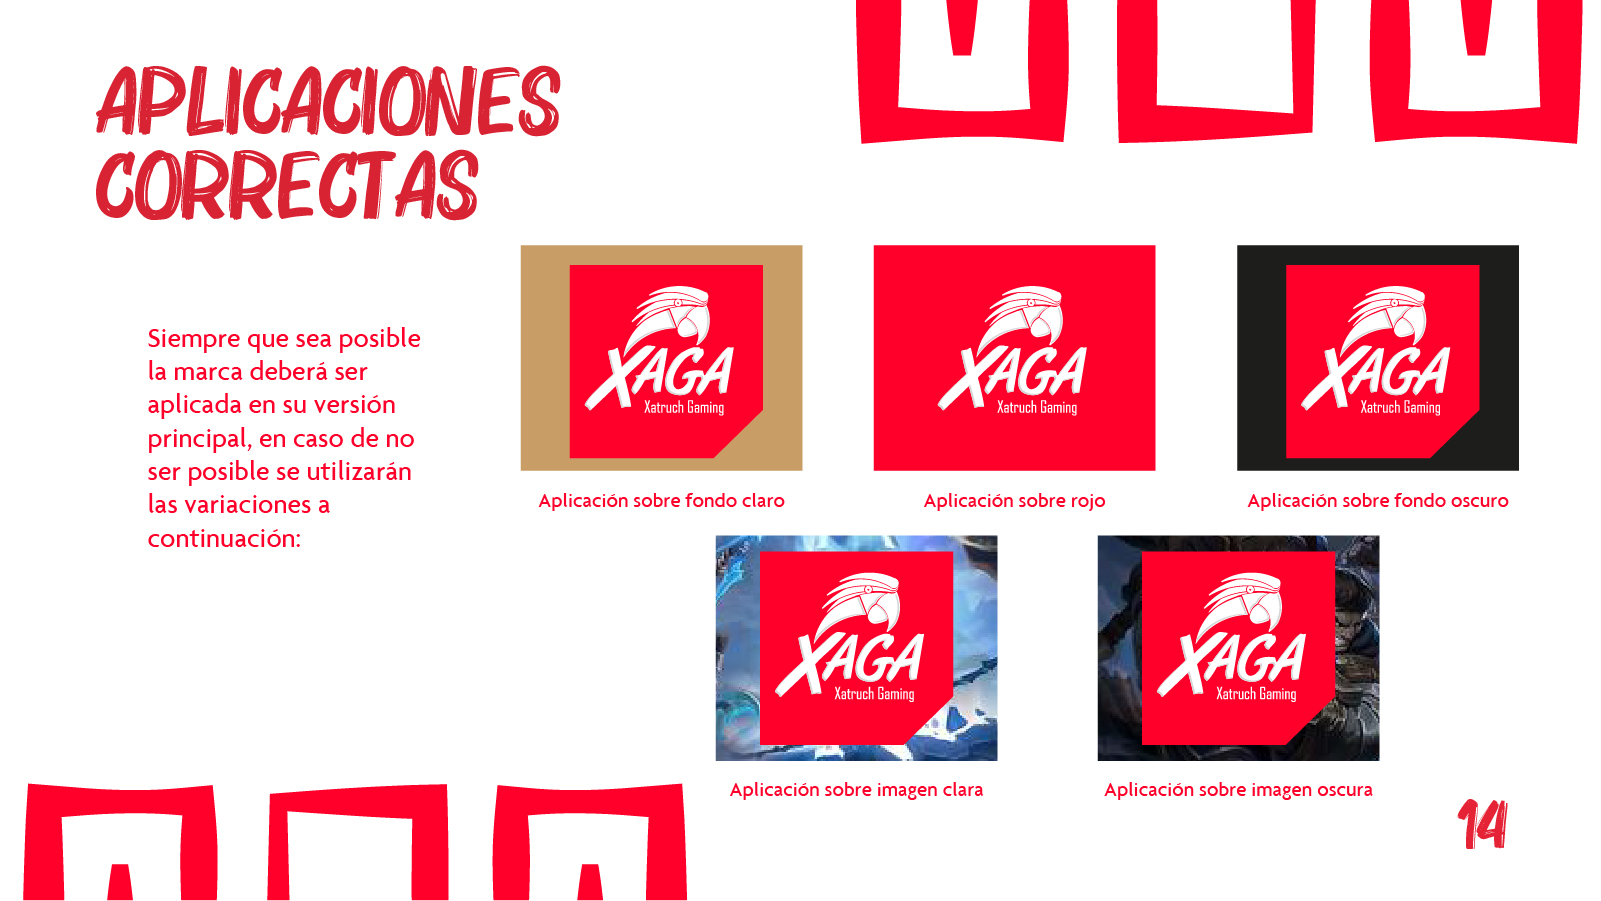 APLICACIONES
CORRECTAS
Siempre que sea posible
la marca deberá ser
aplicada en su versión
principal, en caso de no
ser posible se utilizarán
las variaciones a
continuación:
XAGA
Xatruch Gaming
Aplicación sobre fondo claro
XAGA
Xatruch Gaming
Aplicación sobre rojo
XAGA
Xatruch Gaming
Aplicación sobre fondo oscuro
XAGA
Xatruch Gaming
Aplicación sobre imagen clara
XAGA
Xatruch Gaming
Aplicación sobre imagen oscura
14